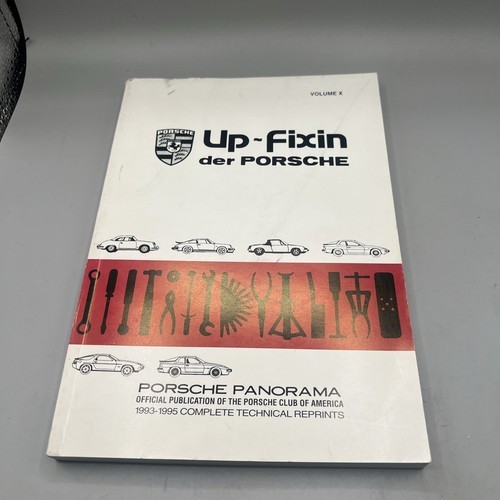 VOLUME X
PORSCHE
Up-Fixin
der PORSCHE
PORSCHE PANORAMA
OFFICIAL PUBLICATION OF THE PORSCHE CLUB OF AMERICA
1993-1995 COMPLETE TECHNICAL REPRINTS